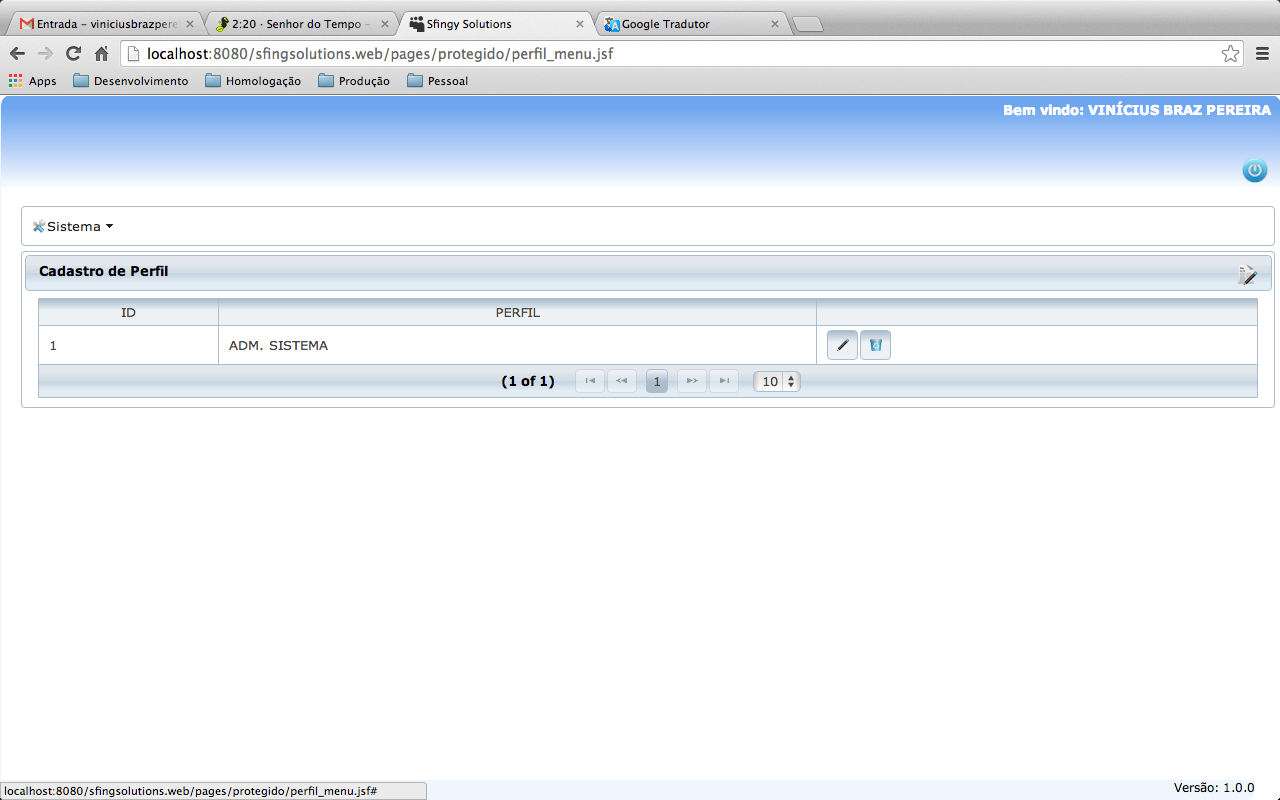 Entrada – viniciusbrazpere
2:20 · Senhor do Tempo –
Sfingy Solutions
Google Tradutor
localhost:8080/sfingsolutions.web/pages/protegido/perfil_menu.jsf
Apps Desenvolvimento Homologação Produção Pessoal
Bem vindo: VINÍCIUS BRAZ PEREIRA
Sistema
Cadastro de Perfil
ID PERFIL
1 ADM. SISTEMA
(1 of 1) 1 10
localhost:8080/sfingsolutions.web/pages/protegido/perfil_menu.jsf#
Versão: 1.0.0